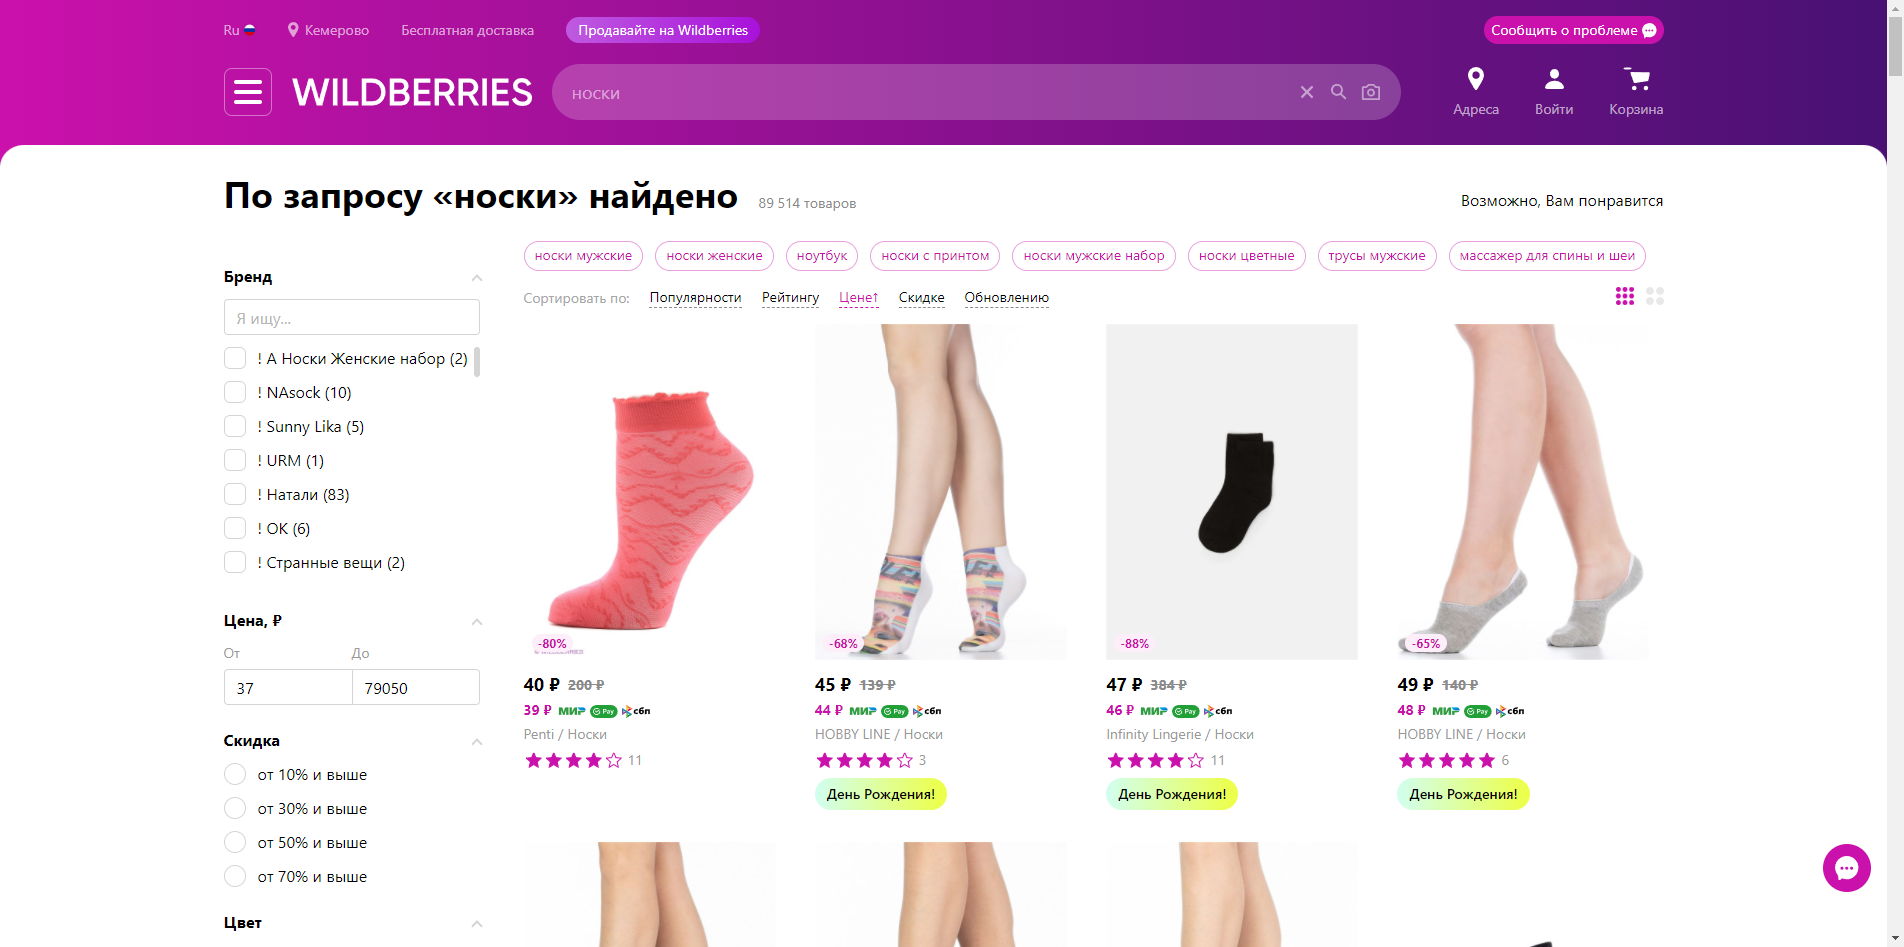 Ru
Кемерово
Бесплатная доставка
Продавайте на Wildberries
Сообщить о проблеме
WILDBERRIES
носки
Адреса
Войти
Корзина
По запросу «носки» найдено
89 514 товаров
Возможно, Вам понравится
носки мужские
носки женские
ноутбук
носки с принтом
носки мужские набор
носки цветные
трусы мужские
массажер для спины и шеи
Сортировать по:
Популярности
Рейтингу
Цене↑
Скидке
Обновлению
Бренд
Я ищу...
! А Носки Женские набор (2)
! NAsock (10)
! Sunny Lika (5)
! URM (1)
! Натали (83)
! ОК (6)
! Странные вещи (2)
Цена, ₽
От
До
37
79050
Скидка
от 10% и выше
от 30% и выше
от 50% и выше
от 70% и выше
Цвет
-80%
WILDBERRIES
40 ₽ 200 ₽
39 ₽ МИР Pay сбп
Penti / Носки
11
-68%
45 ₽ 139 ₽
44 ₽ МИР Pay сбп
HOBBY LINE / Носки
3
День Рождения!
-88%
47 ₽ 384 ₽
46 ₽ МИР Pay сбп
Infinity Lingerie / Носки
11
День Рождения!
-65%
49 ₽ 140 ₽
48 ₽ МИР Pay сбп
HOBBY LINE / Носки
6
День Рождения!